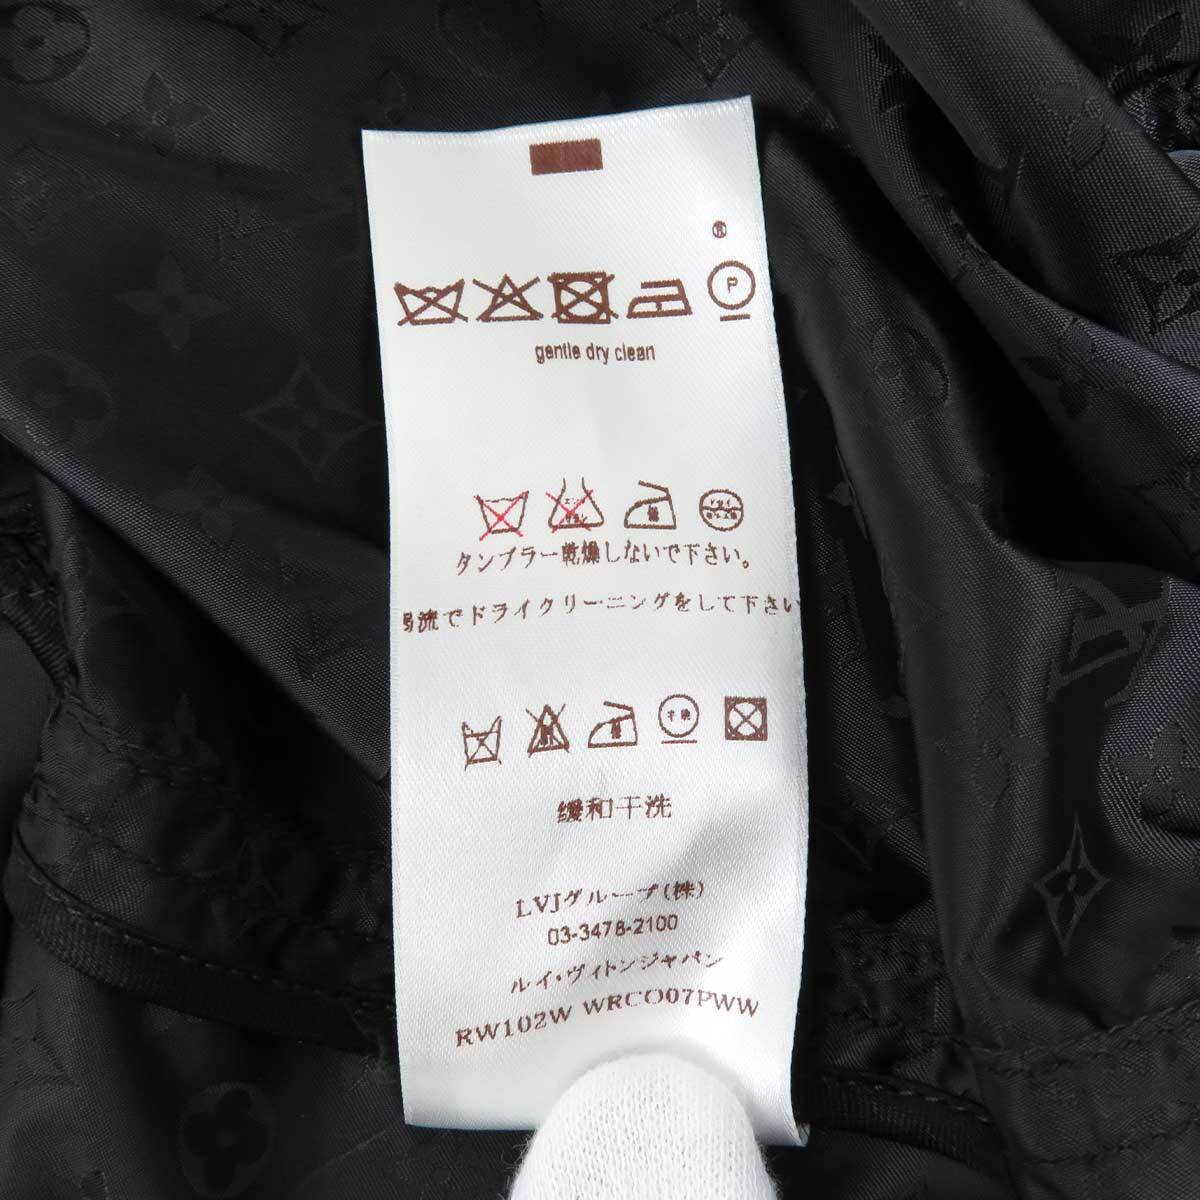 P
gentle dry clean
タンブラー乾燥しないで下さい。
弱流でドライクリーニングをして下さい
缓和干洗
LVJグループ(株)
03-3478-2100
ルイ・ヴィトンジャパン
RW102W WRCO07PWW